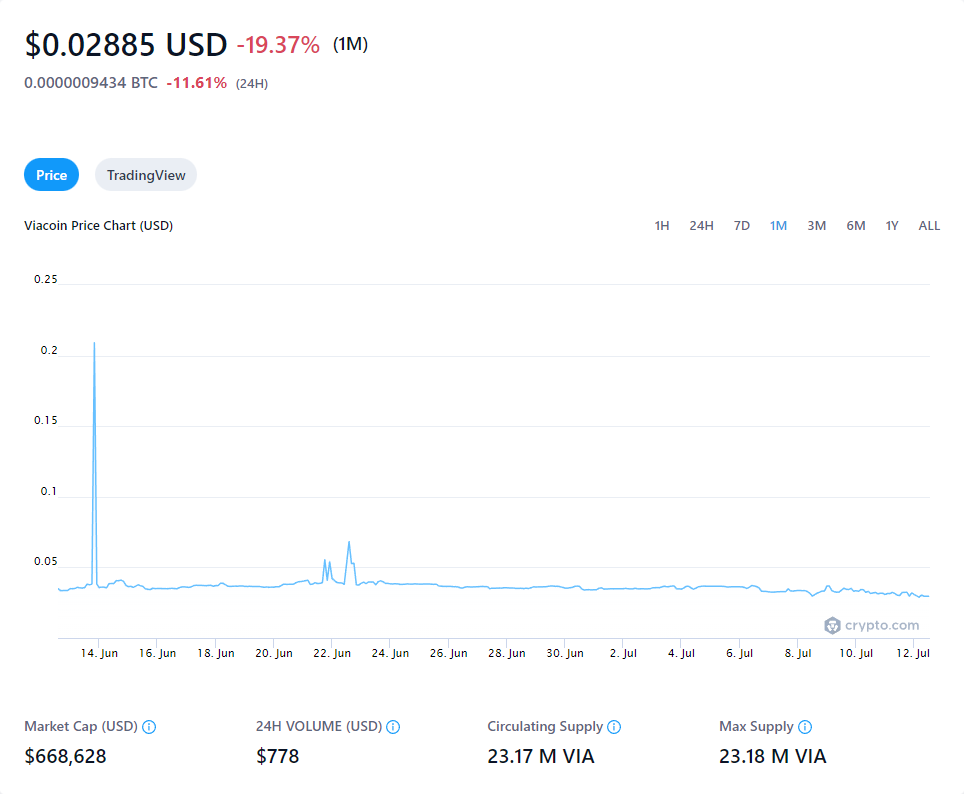 $0.02885 USD -19.37% (1M)
0.0000009434 BTC -11.61% (24H)
Price TradingView
Viacoin Price Chart (USD) 1H 24H 7D 1M 3M 6M 1Y ALL
0.25
0.2
0.15
0.1
0.05
crypto.com
14. Jun 16. Jun 18. Jun 20. Jun 22. Jun 24. Jun 26. Jun 28. Jun 30. Jun 2. Jul 4. Jul 6. Jul 8. Jul 10. Jul 12. Jul
Market Cap (USD) 24H VOLUME (USD) Circulating Supply Max Supply
$668,628 $778 23.17 M VIA 23.18 M VIA